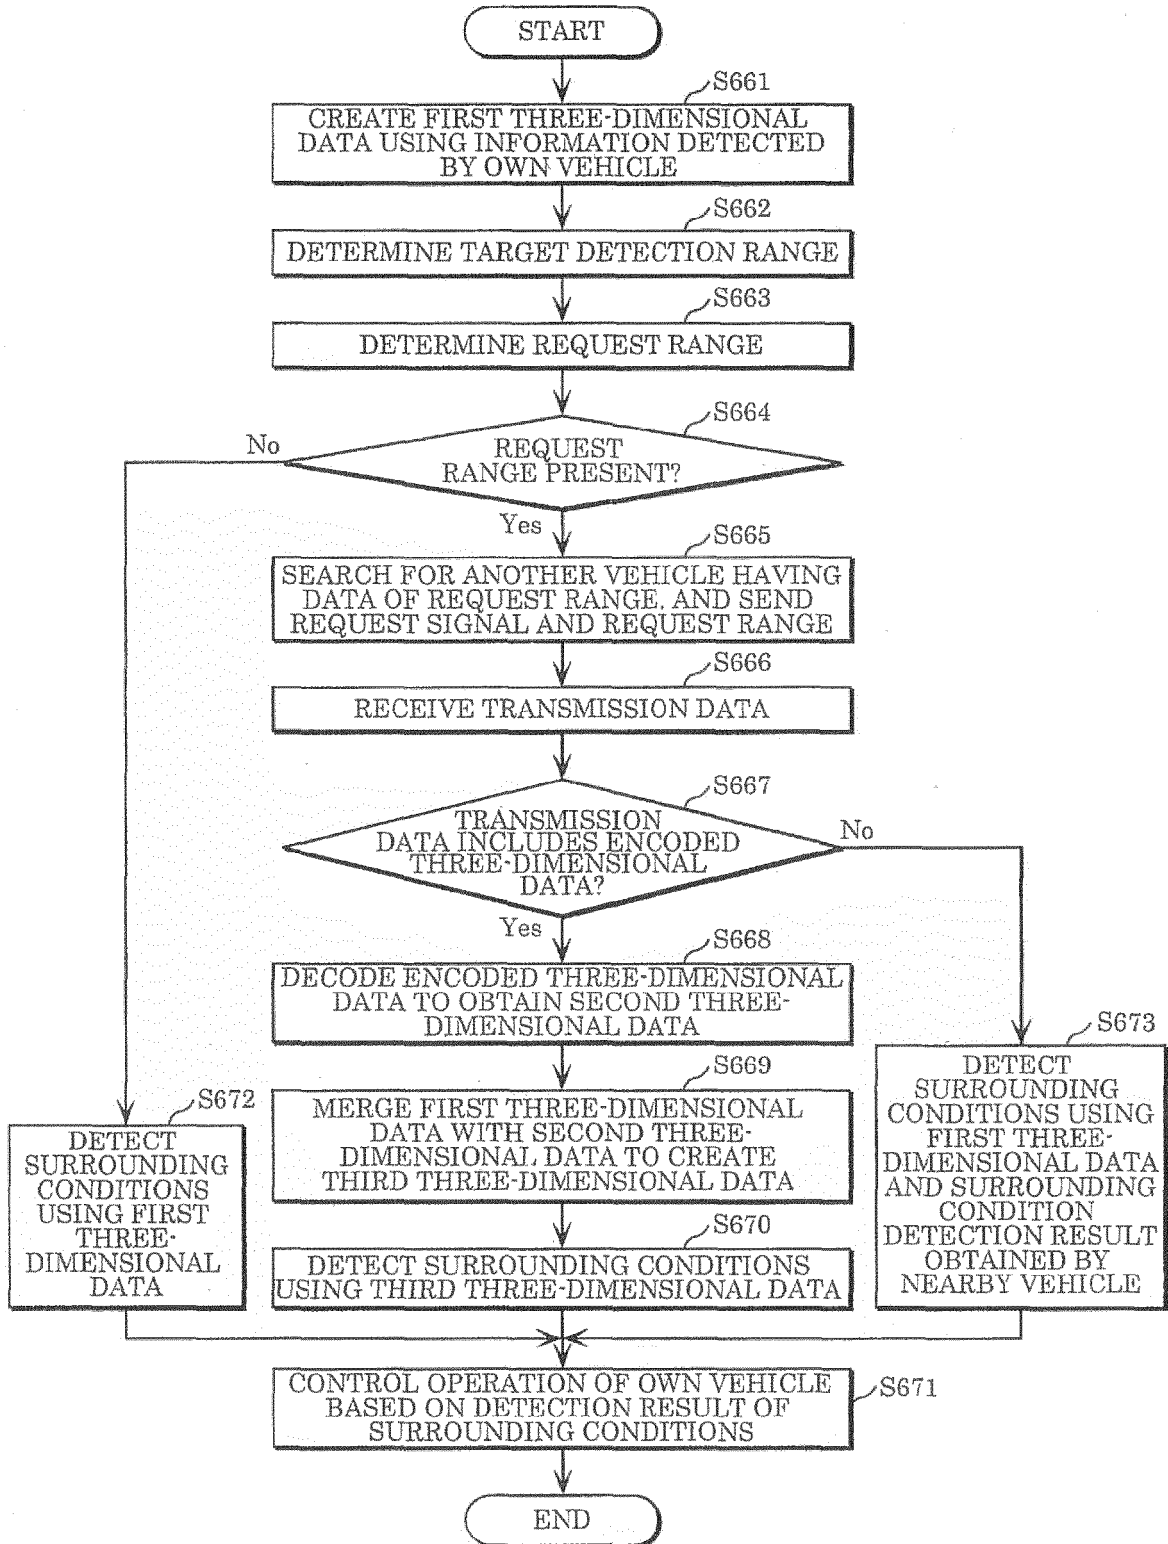 START
S661
CREATE FIRST THREE-DIMENSIONAL
DATA USING INFORMATION DETECTED
BY OWN VEHICLE
S662
DETERMINE TARGET DETECTION RANGE
S663
DETERMINE REQUEST RANGE
S664
No
REQUEST
RANGE PRESENT?
Yes
S665
SEARCH FOR ANOTHER VEHICLE HAVING
DATA OF REQUEST RANGE, AND SEND
REQUEST SIGNAL AND REQUEST RANGE
S666
RECEIVE TRANSMISSION DATA
S667
TRANSMISSION
DATA INCLUDES ENCODED
THREE-DIMENSIONAL
DATA?
No
Yes
S668
DECODE ENCODED THREE-DIMENSIONAL
DATA TO OBTAIN SECOND THREE-
DIMENSIONAL DATA
S669
MERGE FIRST THREE-DIMENSIONAL
DATA WITH SECOND THREE-
DIMENSIONAL DATA TO CREATE
THIRD THREE-DIMENSIONAL DATA
S670
DETECT SURROUNDING CONDITIONS
USING THIRD THREE-DIMENSIONAL DATA
S672
DETECT
SURROUNDING
CONDITIONS
USING FIRST
THREE-
DIMENSIONAL
DATA
S673
DETECT
SURROUNDING
CONDITIONS USING
FIRST THREE-
DIMENSIONAL DATA
AND SURROUNDING
CONDITION
DETECTION RESULT
OBTAINED BY
NEARBY VEHICLE
S671
CONTROL OPERATION OF OWN VEHICLE
BASED ON DETECTION RESULT OF
SURROUNDING CONDITIONS
END